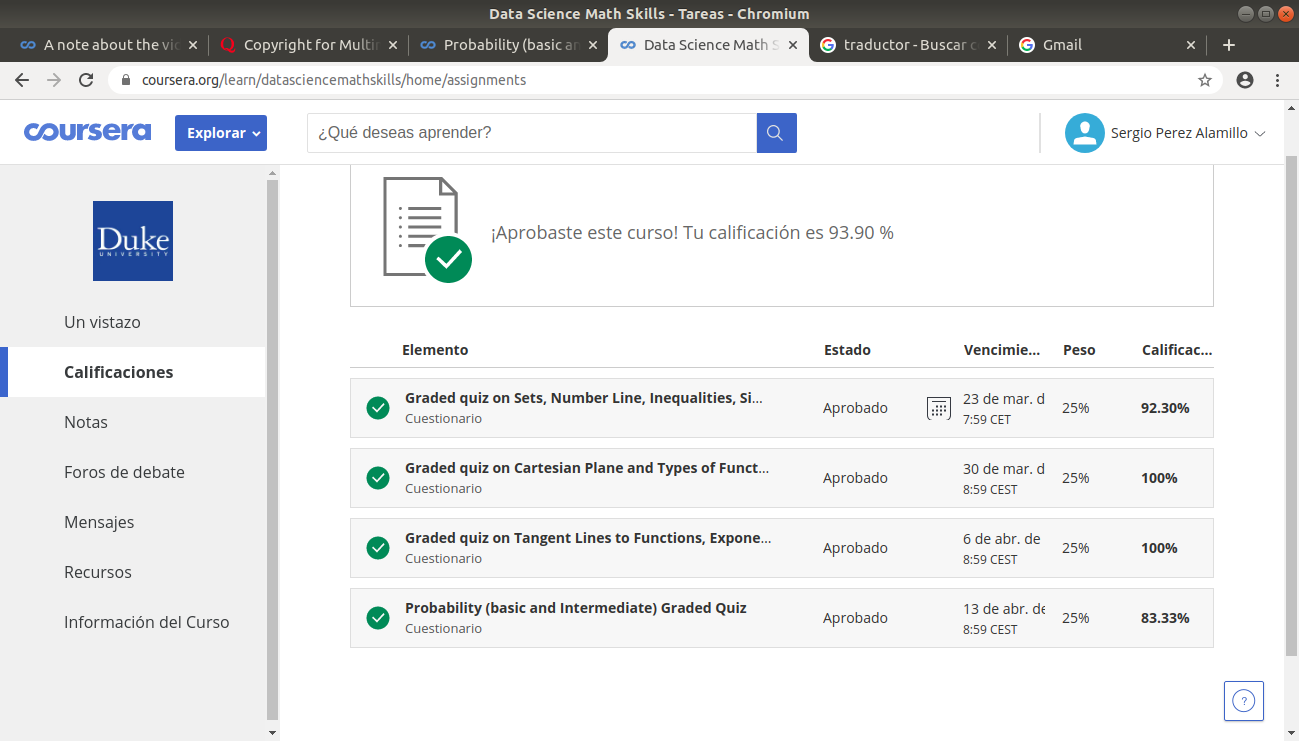 Data Science Math Skills - Tareas - Chromium
A note about the vic
Copyright for Multir
Probability (basic an
Data Science Math S
traductor - Buscar c
Gmail
coursera.org/learn/datasciencemathskills/home/assignments
coursera
Explorar
¿Qué deseas aprender?
Sergio Perez Alamillo
Duke
UNIVERSITY
Un vistazo
Calificaciones
Notas
Foros de debate
Mensajes
Recursos
Información del Curso
¡Aprobaste este curso! Tu calificación es 93.90 %
Elemento Estado Vencimie... Peso Calificac...
Graded quiz on Sets, Number Line, Inequalities, Si...
Cuestionario
Aprobado
23 de mar. d
7:59 CET
25%
92.30%
Graded quiz on Cartesian Plane and Types of Funct...
Cuestionario
Aprobado
30 de mar. d
8:59 CEST
25%
100%
Graded quiz on Tangent Lines to Functions, Expone...
Cuestionario
Aprobado
6 de abr. de
8:59 CEST
25%
100%
Probability (basic and Intermediate) Graded Quiz
Cuestionario
Aprobado
13 de abr. de
8:59 CEST
25%
83.33%
?